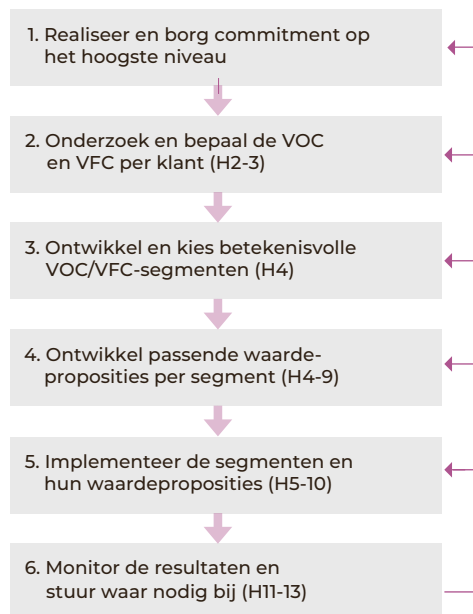 1. Realiseer en borg commitment op
het hoogste niveau
2. Onderzoek en bepaal de VOC
en VFC per klant (H2-3)
3. Ontwikkel en kies betekenisvolle
VOC/VFC-segmenten (H4)
4. Ontwikkel passende waarde-
proposities per segment (H4-9)
5. Implementeer de segmenten en
hun waardeproposities (H5-10)
6. Monitor de resultaten en
stuur waar nodig bij (H11-13)